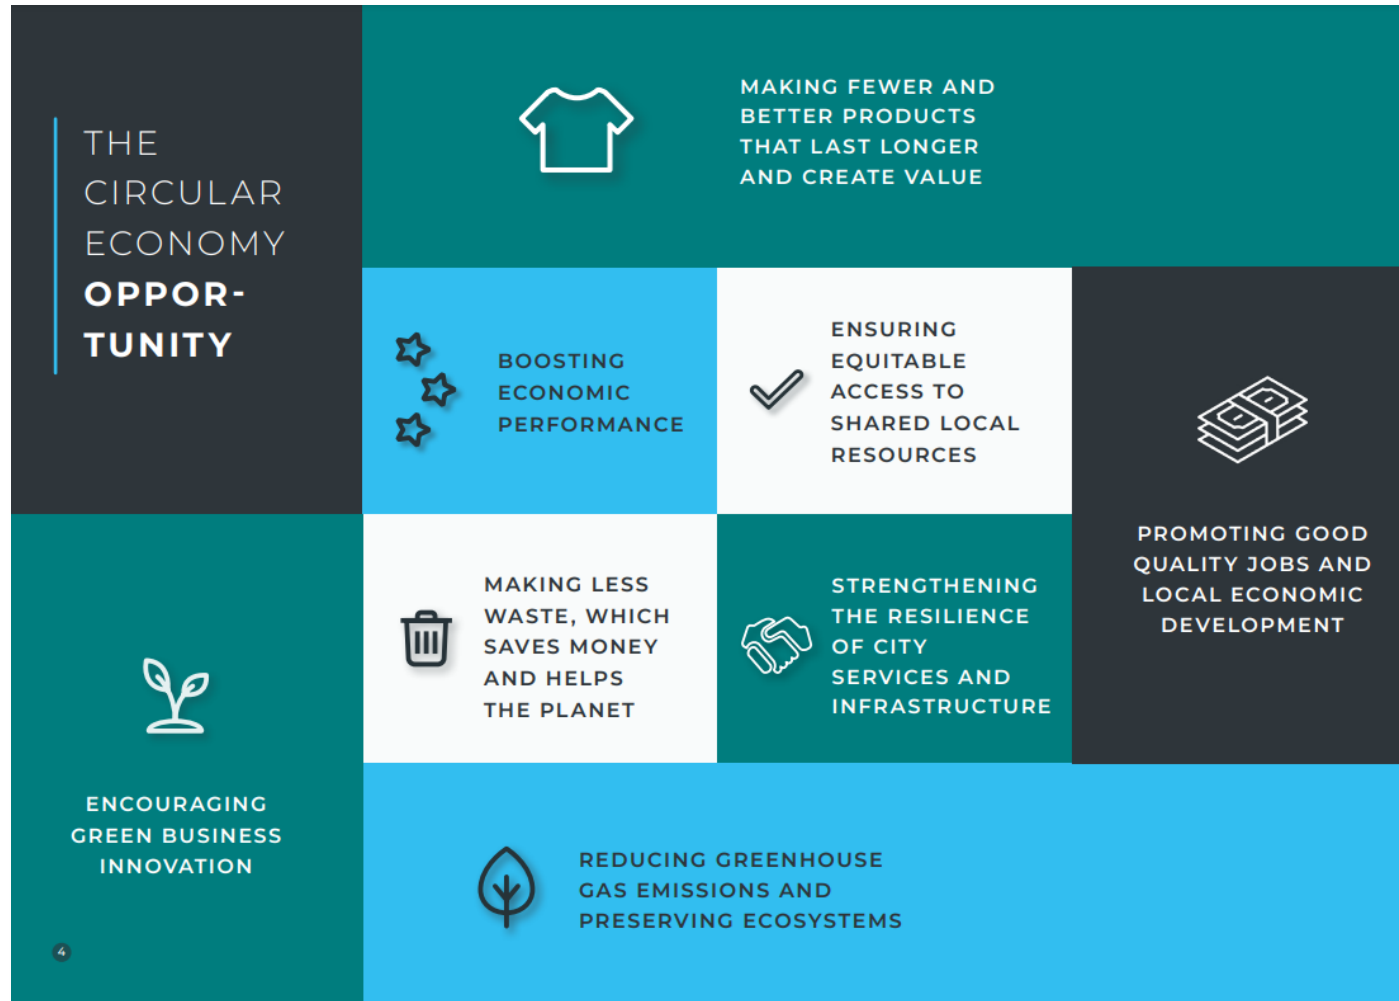 THE
CIRCULAR
ECONOMY
OPPOR-
TUNITY
MAKING FEWER AND
BETTER PRODUCTS
THAT LAST LONGER
AND CREATE VALUE
BOOSTING
ECONOMIC
PERFORMANCE
ENSURING
EQUITABLE
ACCESS TO
SHARED LOCAL
RESOURCES
PROMOTING GOOD
QUALITY JOBS AND
LOCAL ECONOMIC
DEVELOPMENT
MAKING LESS
WASTE, WHICH
SAVES MONEY
AND HELPS
THE PLANET
STRENGTHENING
THE RESILIENCE
OF CITY
SERVICES AND
INFRASTRUCTURE
ENCOURAGING
GREEN BUSINESS
INNOVATION
REDUCING GREENHOUSE
GAS EMISSIONS AND
PRESERVING ECOSYSTEMS
4